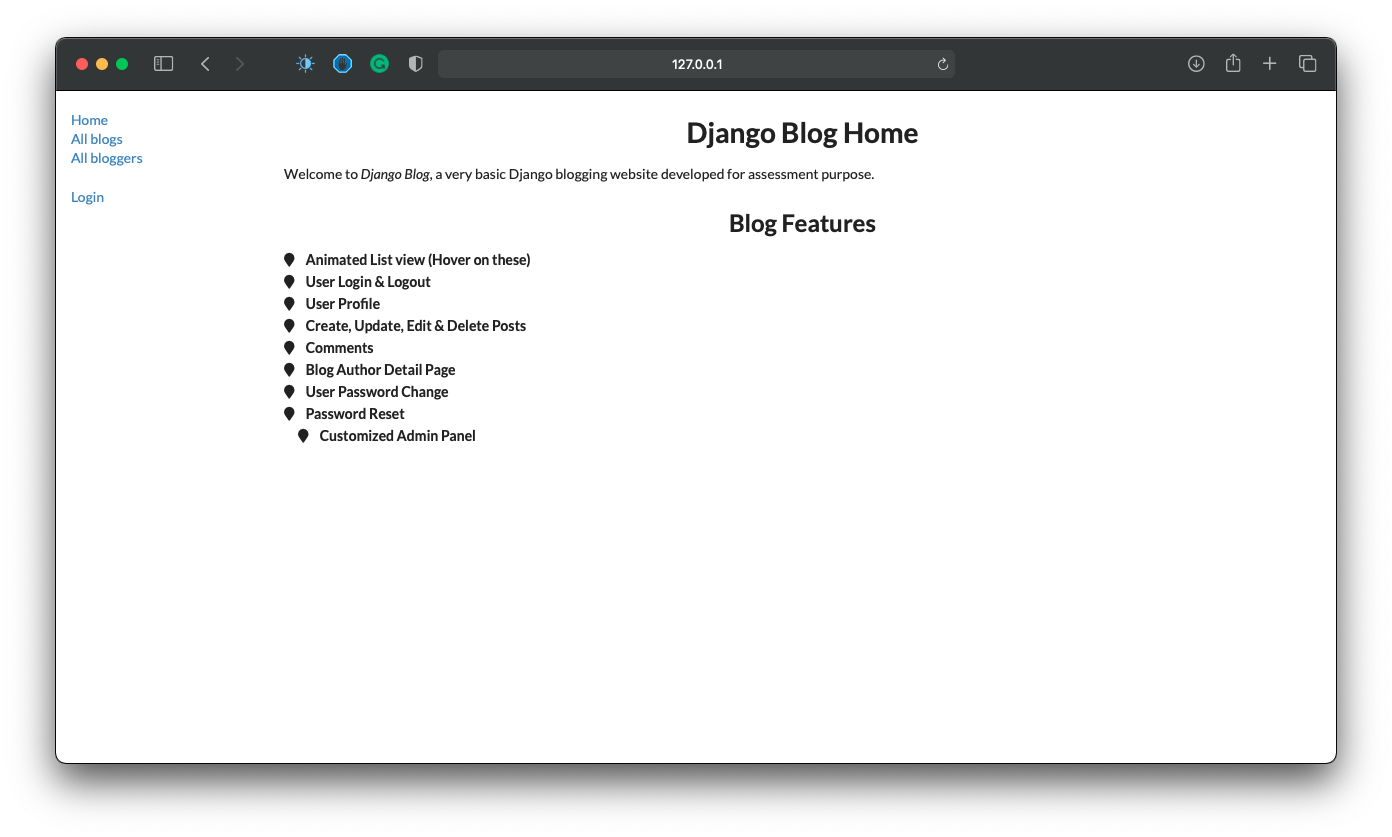 127.0.0.1
Home
All blogs
All bloggers
Login
Django Blog Home
Welcome to Django Blog, a very basic Django blogging website developed for assessment purpose.
Blog Features
Animated List view (Hover on these)
User Login & Logout
User Profile
Create, Update, Edit & Delete Posts
Comments
Blog Author Detail Page
User Password Change
Password Reset
Customized Admin Panel